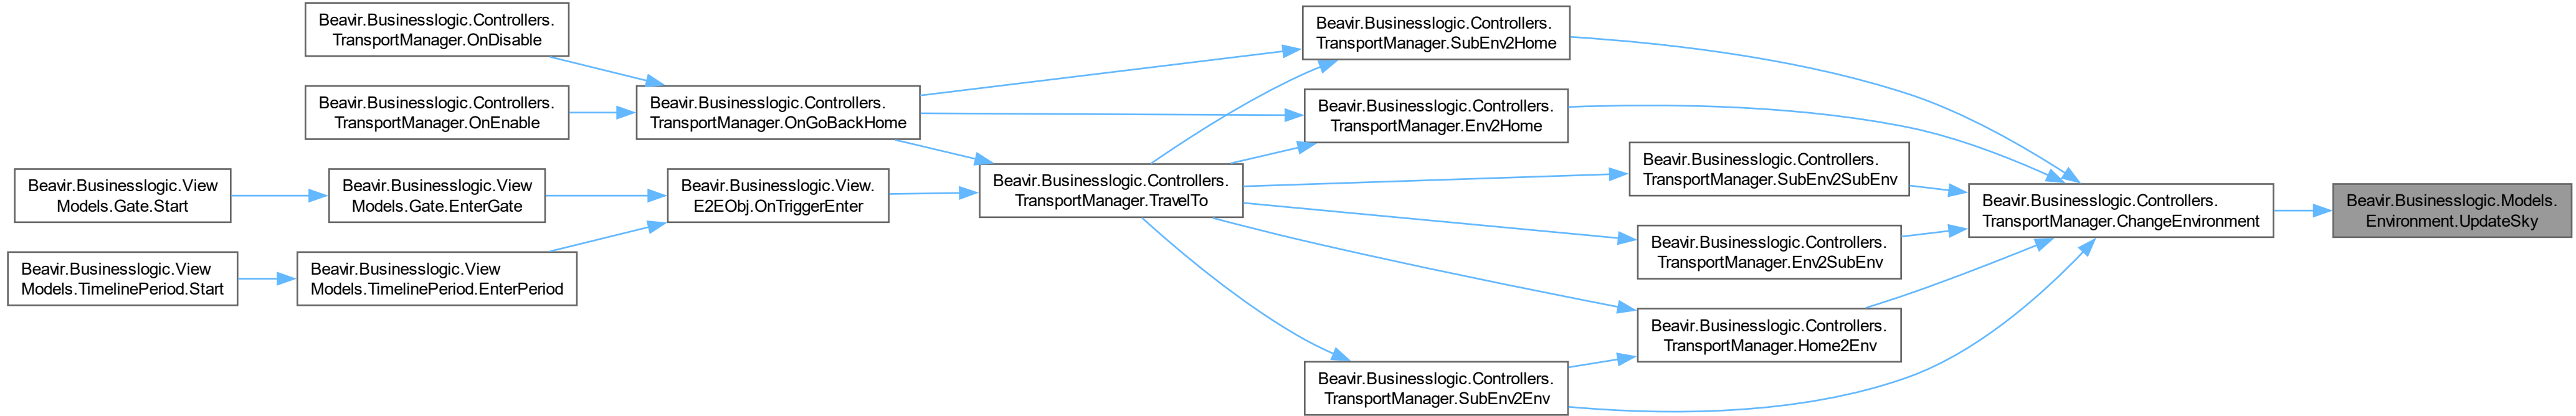 Beavir.Businesslogic.Controllers.
TransportManager.OnDisable
Beavir.Businesslogic.Controllers.
TransportManager.OnEnable
Beavir.Businesslogic.View
Models.Gate.Start
Beavir.Businesslogic.View
Models.TimelinePeriod.Start
Beavir.Businesslogic.View
Models.Gate.EnterGate
Beavir.Businesslogic.View
Models.TimelinePeriod.EnterPeriod
Beavir.Businesslogic.Controllers.
TransportManager.OnGoBackHome
Beavir.Businesslogic.View.
E2EObj.OnTriggerEnter
Beavir.Businesslogic.Controllers.
TransportManager.TravelTo
Beavir.Businesslogic.Controllers.
TransportManager.SubEnv2Home
Beavir.Businesslogic.Controllers.
TransportManager.Env2Home
Beavir.Businesslogic.Controllers.
TransportManager.SubEnv2SubEnv
Beavir.Businesslogic.Controllers.
TransportManager.Env2SubEnv
Beavir.Businesslogic.Controllers.
TransportManager.Home2Env
Beavir.Businesslogic.Controllers.
TransportManager.SubEnv2Env
Beavir.Businesslogic.Controllers.
TransportManager.ChangeEnvironment
Beavir.Businesslogic.Models.
Environment.UpdateSky